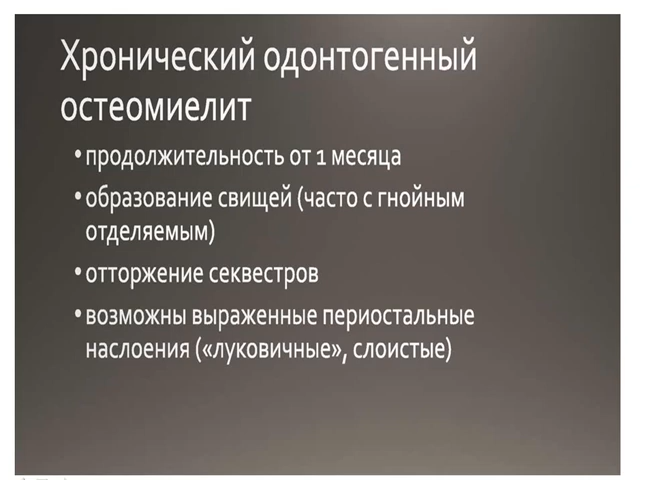 Хронический одонтогенный
остеомиелит
• продолжительность от 1 месяца
• образование свищей (часто с гнойным
отделяемым)
• отторжение секвестров
• возможны выраженные периостальные
наслоения («луковичные», слоистые)